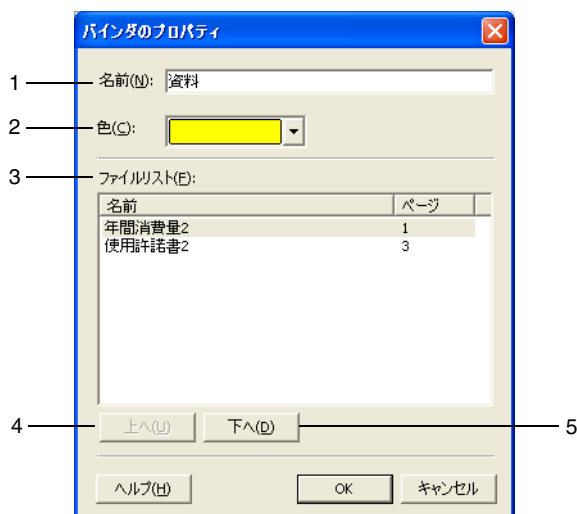 バインダのプロパティ
1 名前(N): 資料
2 色(C):
3 ファイルリスト(F):
名前 ページ
年間消費量2 1
使用許諾書2 3
4 上へ(U) 下へ(D) 5
ヘルプ(H) OK キャンセル